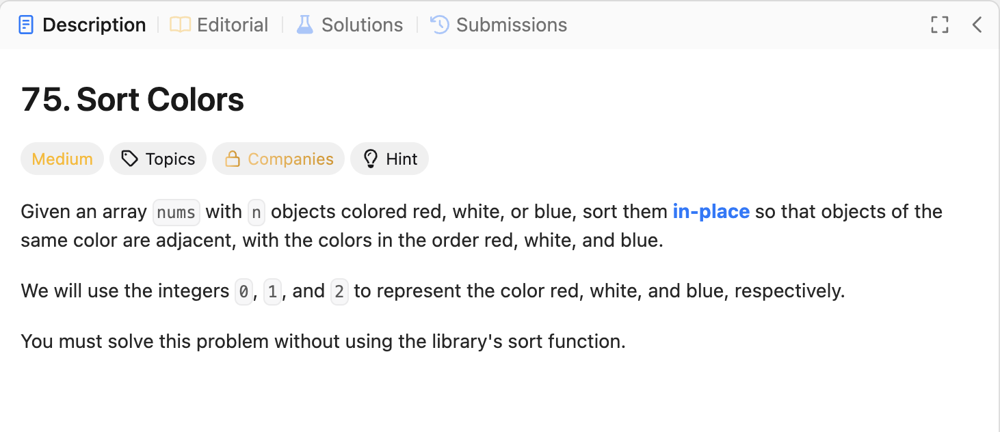 Description Editorial Solutions Submissions
75. Sort Colors
Medium Topics Companies Hint
Given an array nums with n objects colored red, white, or blue, sort them in-place so that objects of the
same color are adjacent, with the colors in the order red, white, and blue.
We will use the integers 0, 1, and 2 to represent the color red, white, and blue, respectively.
You must solve this problem without using the library's sort function.